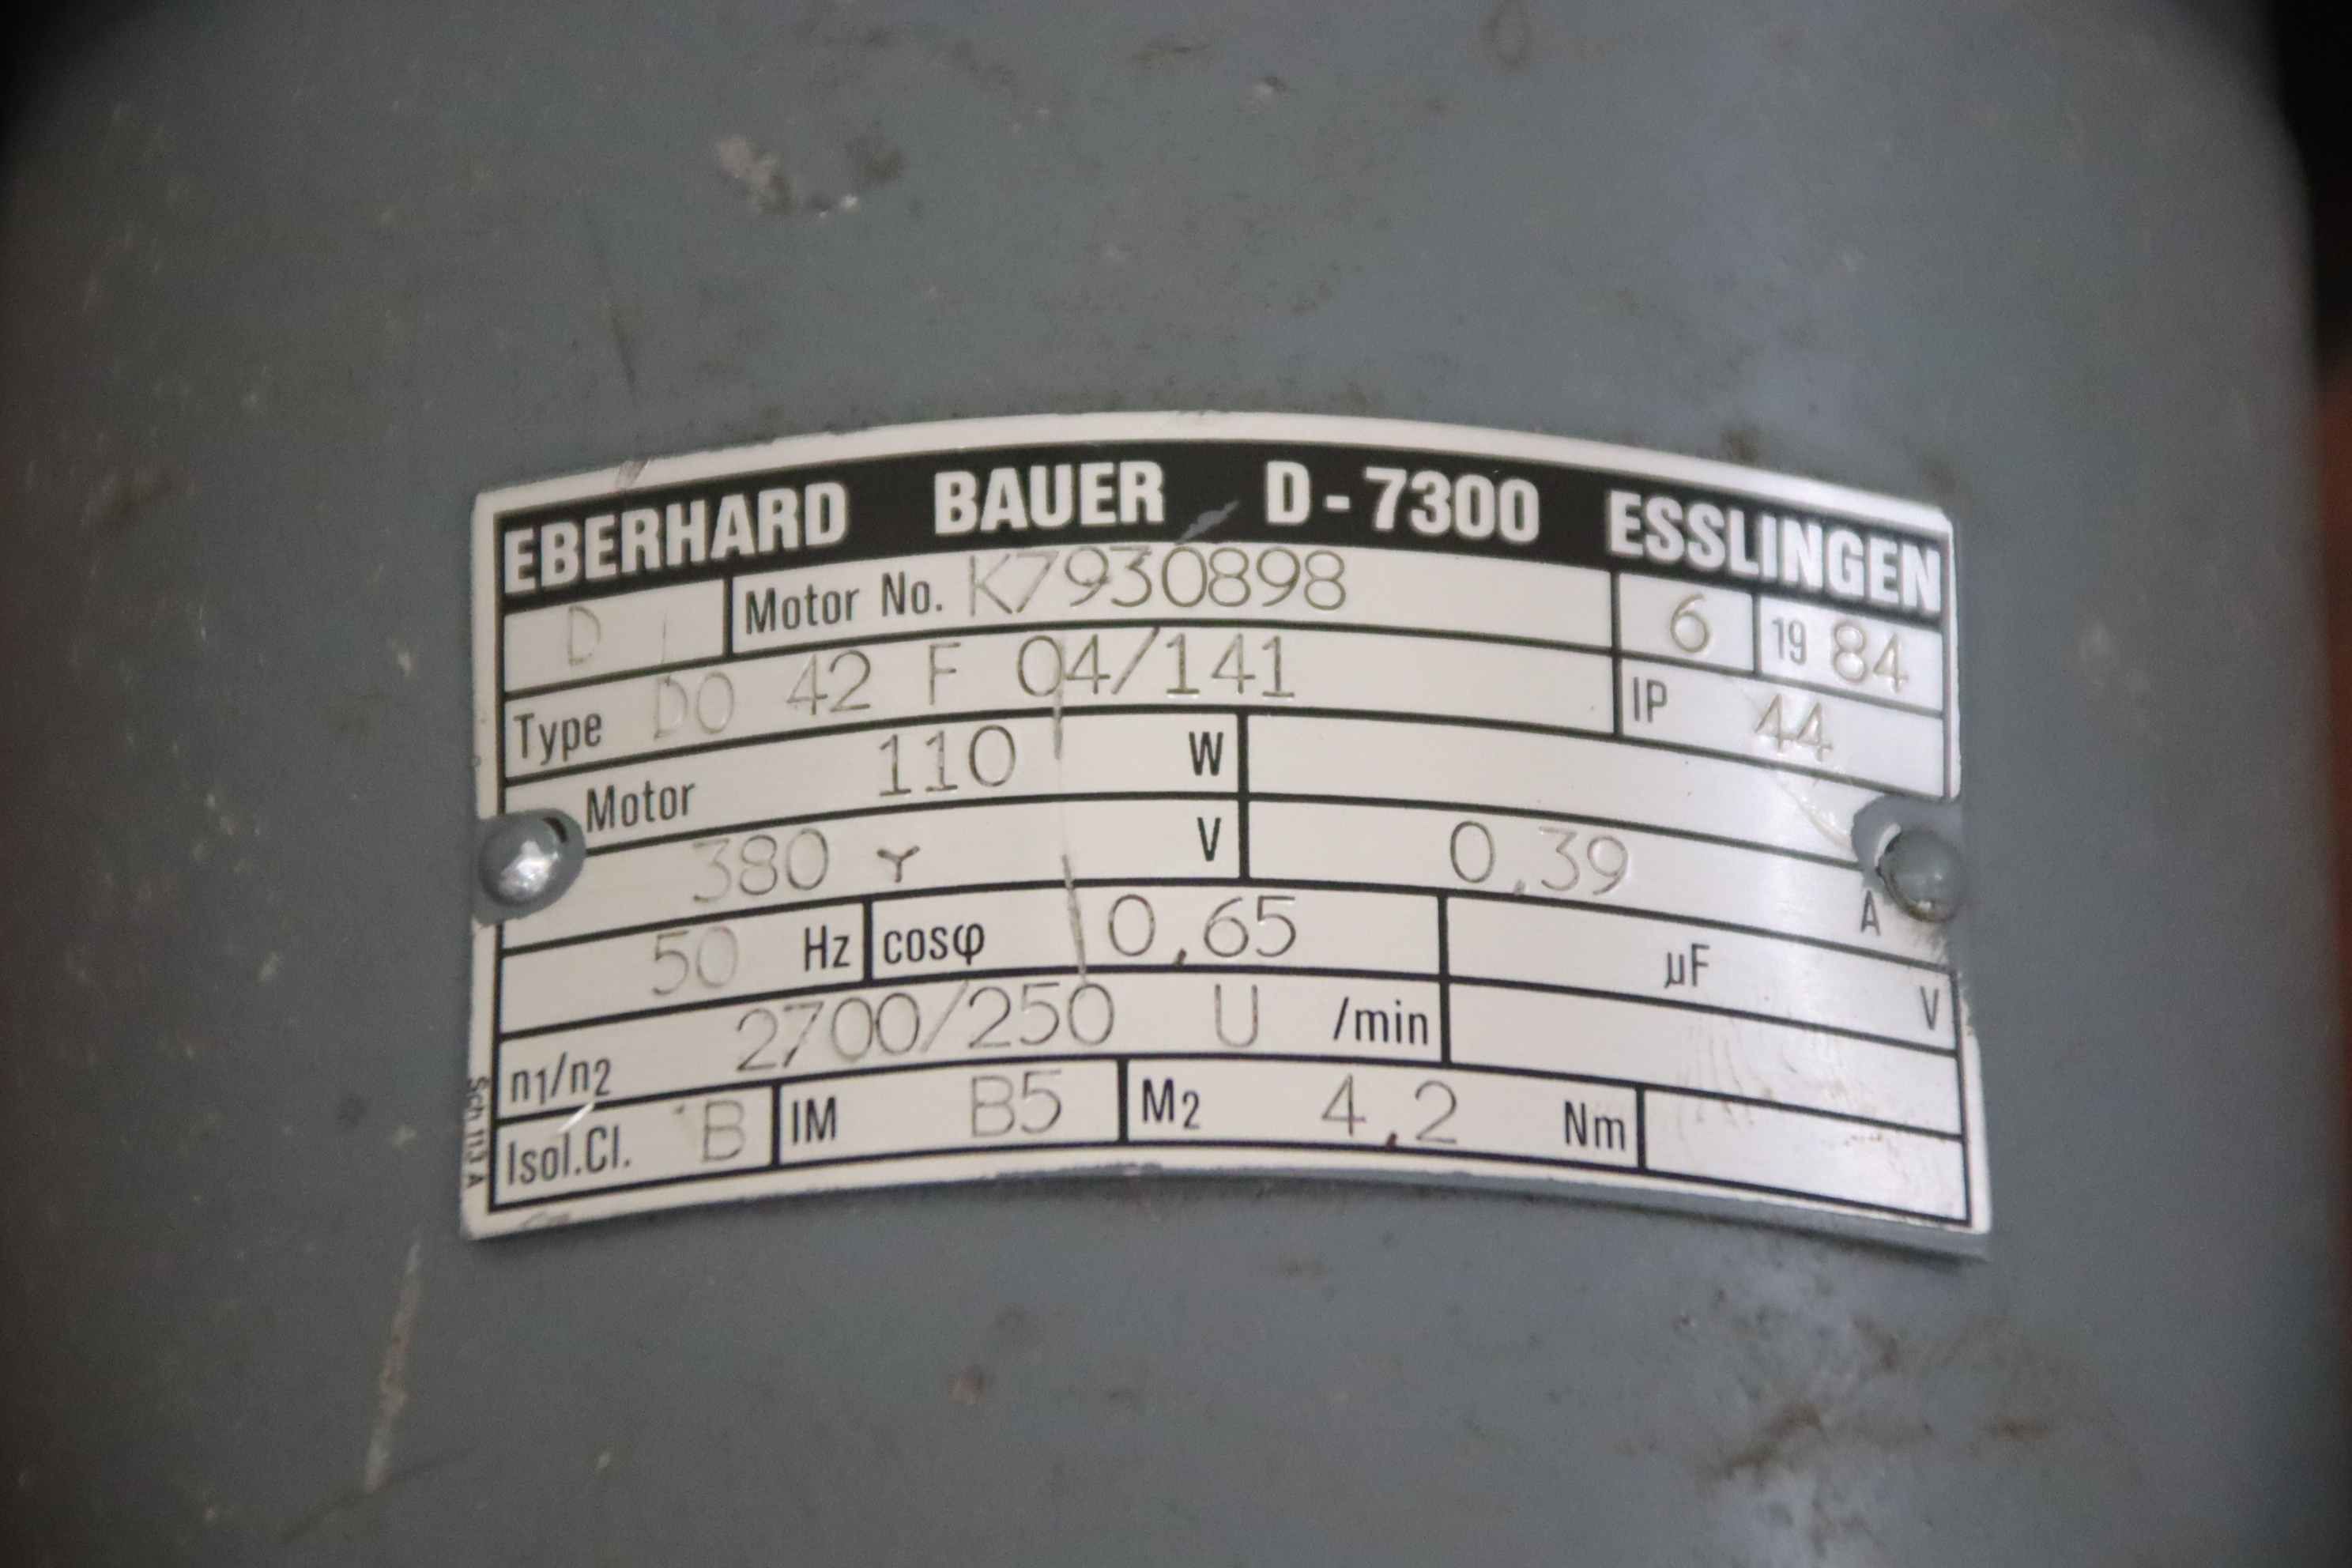 EBERHARD BAUER D-7300 ESSLINGEN
D Motor No. K7930898 6 19 84
Type DO 42 F 04/141 IP 44
Motor 110 W
380 Y V 0,39 A
50 Hz cosφ 0,65 µF V
n1/n2 2700/250 U /min
Isol.Cl. B IM B5 M2 4,2 Nm